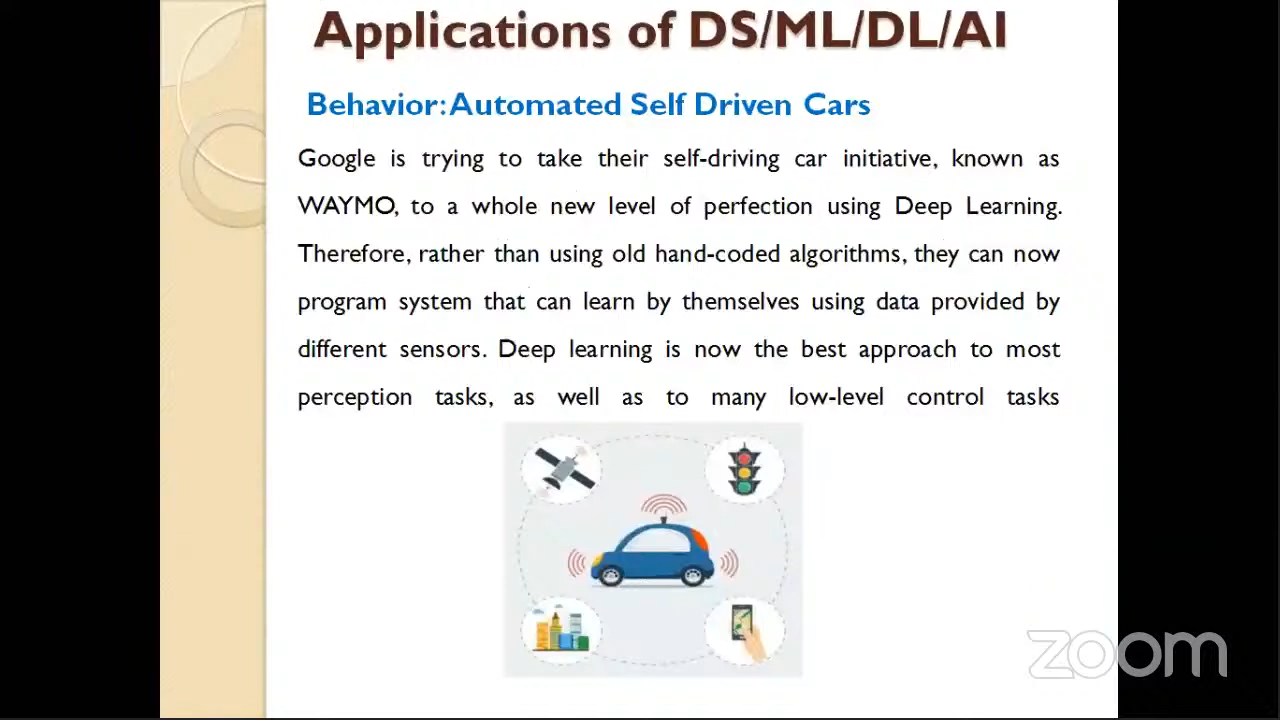 Applications of DS/ML/DL/AI
Behavior: Automated Self Driven Cars
Google is trying to take their self-driving car initiative, known as
WAYMO, to a whole new level of perfection using Deep Learning.
Therefore, rather than using old hand-coded algorithms, they can now
program system that can learn by themselves using data provided by
different sensors. Deep learning is now the best approach to most
perception tasks, as well as to many low-level control tasks
zoom